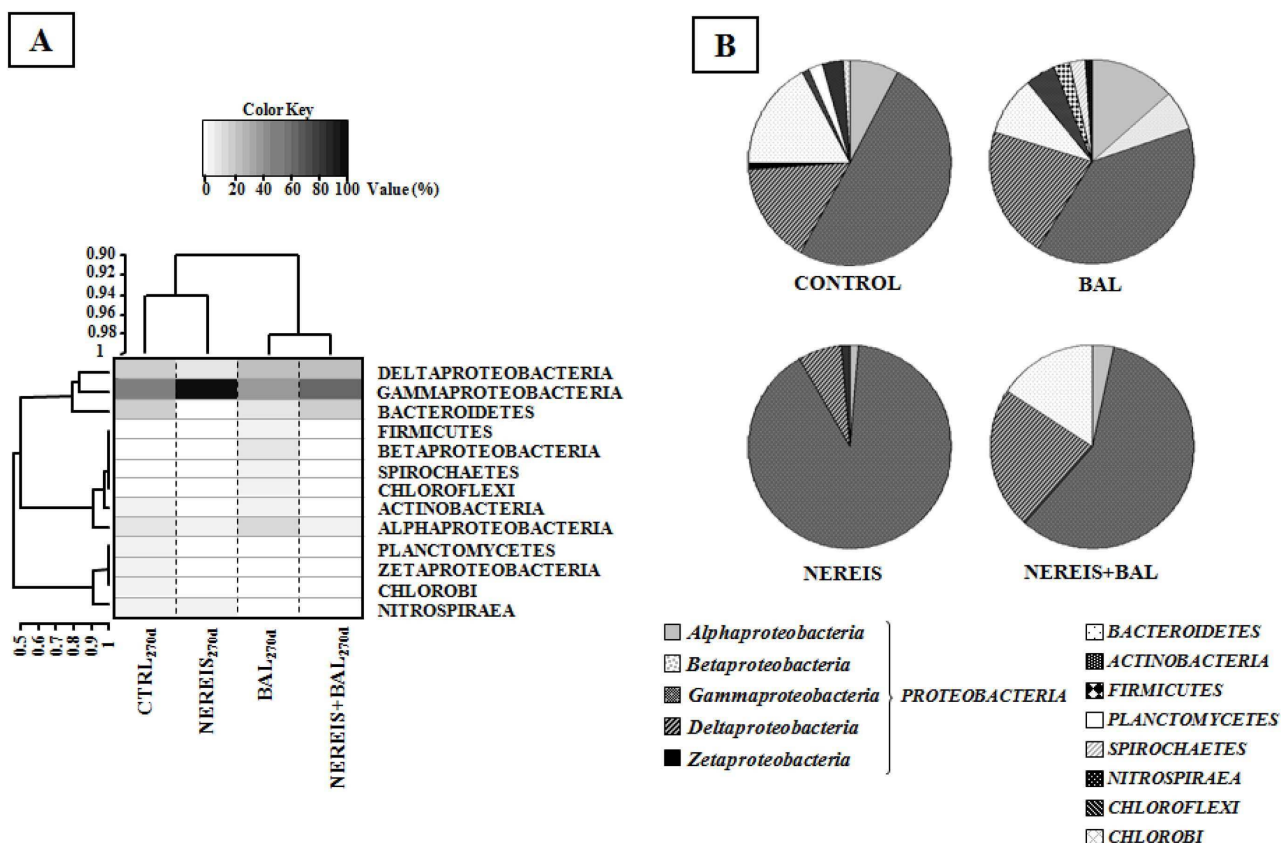 A
Color Key
0 20 40 60 80 100 Value (%)
0.90
0.92
0.94
0.96
0.98
1
DELTAPROTEOBACTERIA
GAMMAPROTEOBACTERIA
BACTEROIDETES
FIRMICUTES
BETAPROTEOBACTERIA
SPIROCHAETES
CHLOROFLEXI
ACTINOBACTERIA
ALPHAPROTEOBACTERIA
PLANCTOMYCETES
ZETAPROTEOBACTERIA
CHLOROBI
NITROSPIRAEA
0.5 0.6 0.7 0.8 0.9 1
CTRL270d
NEREIS270d
BAL270d
NEREIS+BAL270d
B
CONTROL
BAL
NEREIS
NEREIS+BAL
Alphaproteobacteria
Betaproteobacteria
Gammaproteobacteria
Deltaproteobacteria
Zetaproteobacteria
PROTEOBACTERIA
BACTEROIDETES
ACTINOBACTERIA
FIRMICUTES
PLANCTOMYCETES
SPIROCHAETES
NITROSPIRAEA
CHLOROFLEXI
CHLOROBI